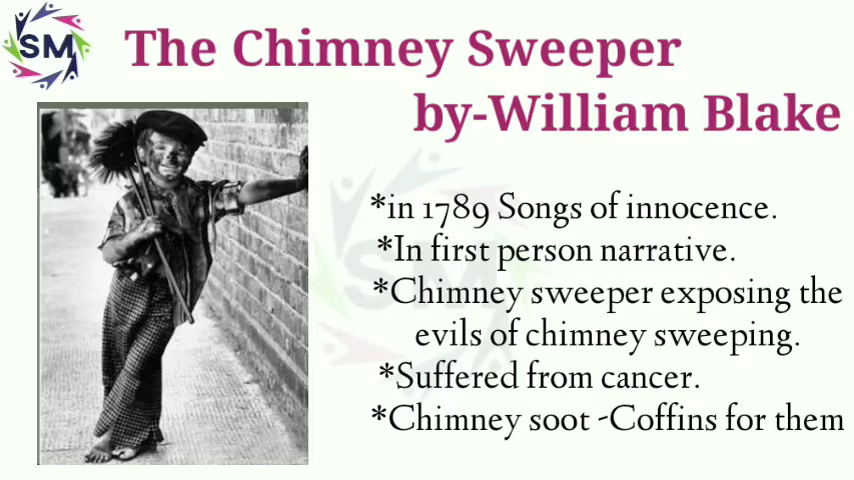 SM
The Chimney Sweeper
by-William Blake
*in 1789 Songs of innocence.
*In first person narrative.
*Chimney sweeper exposing the
evils of chimney sweeping.
*Suffered from cancer.
*Chimney soot -Coffins for them
SM